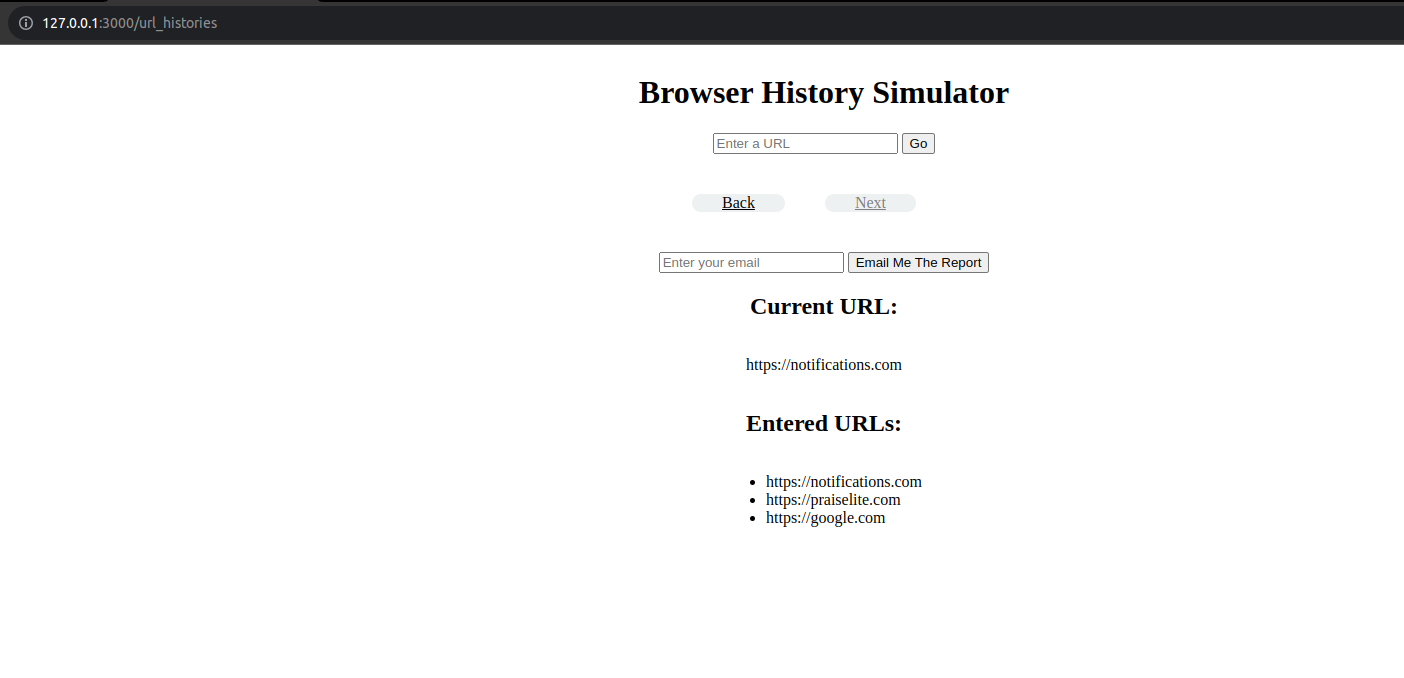 127.0.0.1:3000/url_histories
Browser History Simulator
Enter a URL Go
Back Next
Enter your email Email Me The Report
Current URL:
https://notifications.com
Entered URLs:
https://notifications.com
https://praiselite.com
https://google.com